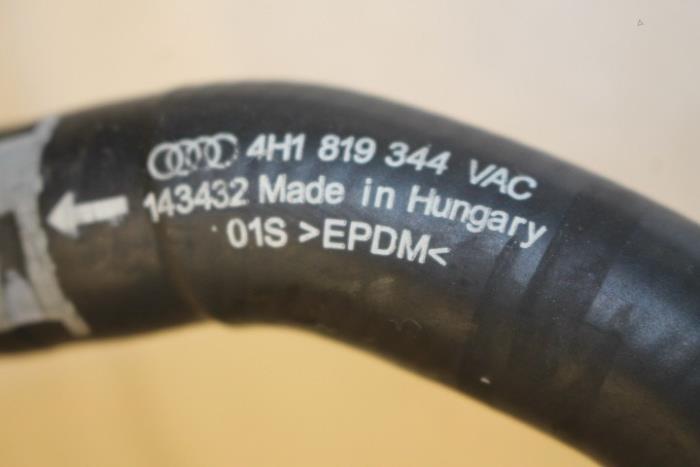 4H1 819 344 VAC
143432 Made in Hungary
01S >EPDM<